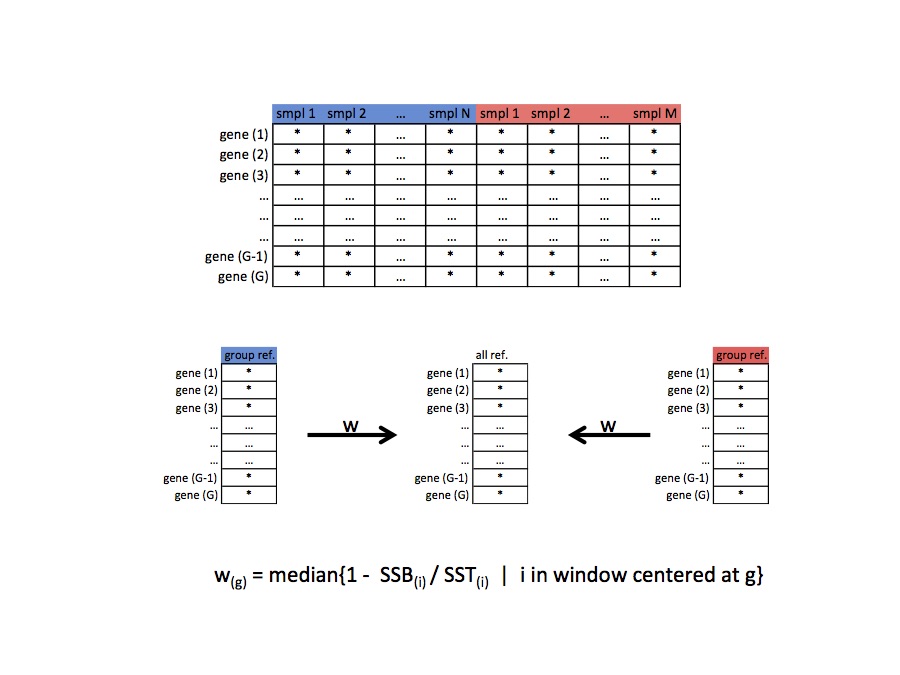 smpl 1 smpl 2 ... smpl N smpl 1 smpl 2 ... smpl M
gene (1) * * ... * * * ... *
gene (2) * * ... * * * ... *
gene (3) * * ... * * * ... *
... ... ... ... ... ... ... ... ...
... ... ... ... ... ... ... ... ...
... ... ... ... ... ... ... ... ...
gene (G-1) * * ... * * * ... *
gene (G) * * ... * * * ... *
group ref.
gene (1) *
gene (2) *
gene (3) *
... ...
... ...
... ...
gene (G-1) *
gene (G) *
W
all ref.
gene (1) *
gene (2) *
gene (3) *
... ...
... ...
... ...
gene (G-1) *
gene (G) *
W
group ref.
gene (1) *
gene (2) *
gene (3) *
... ...
... ...
... ...
gene (G-1) *
gene (G) *
w(g) = median{1 - SSB(i) / SST(i) | i in window centered at g}